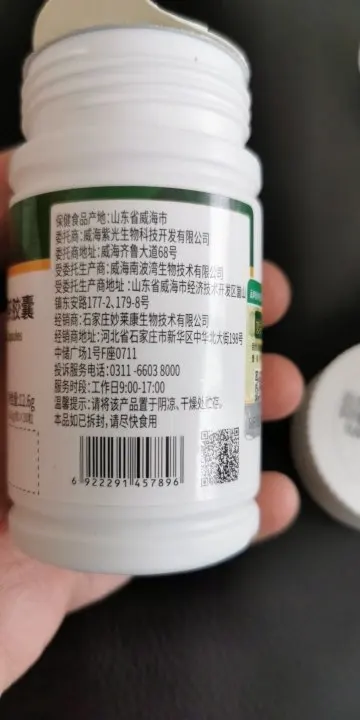 保健食品产地:山东省威海市
委托商:威海紫光生物科技开发有限公司
委托商地址:威海齐鲁大道68号
受委托生产商:威海南波湾生物技术有限公司
受委托生产商地址:山东省威海市经济技术开发区崮山
镇东安路177-2.179-8号
经销商:石家庄妙莱康生物技术有限公司
经销商地址:河北省石家庄市新华区中华北大街198号
中储广场1号F座0711
投诉服务电话:0311-6603 8000
服务时段:工作日9:00-17:00
温馨提示:请将该产品置于阴凉、干燥处贮存。
本品如已拆封,请尽快食用
6 922291 457896
胶囊
12.6g